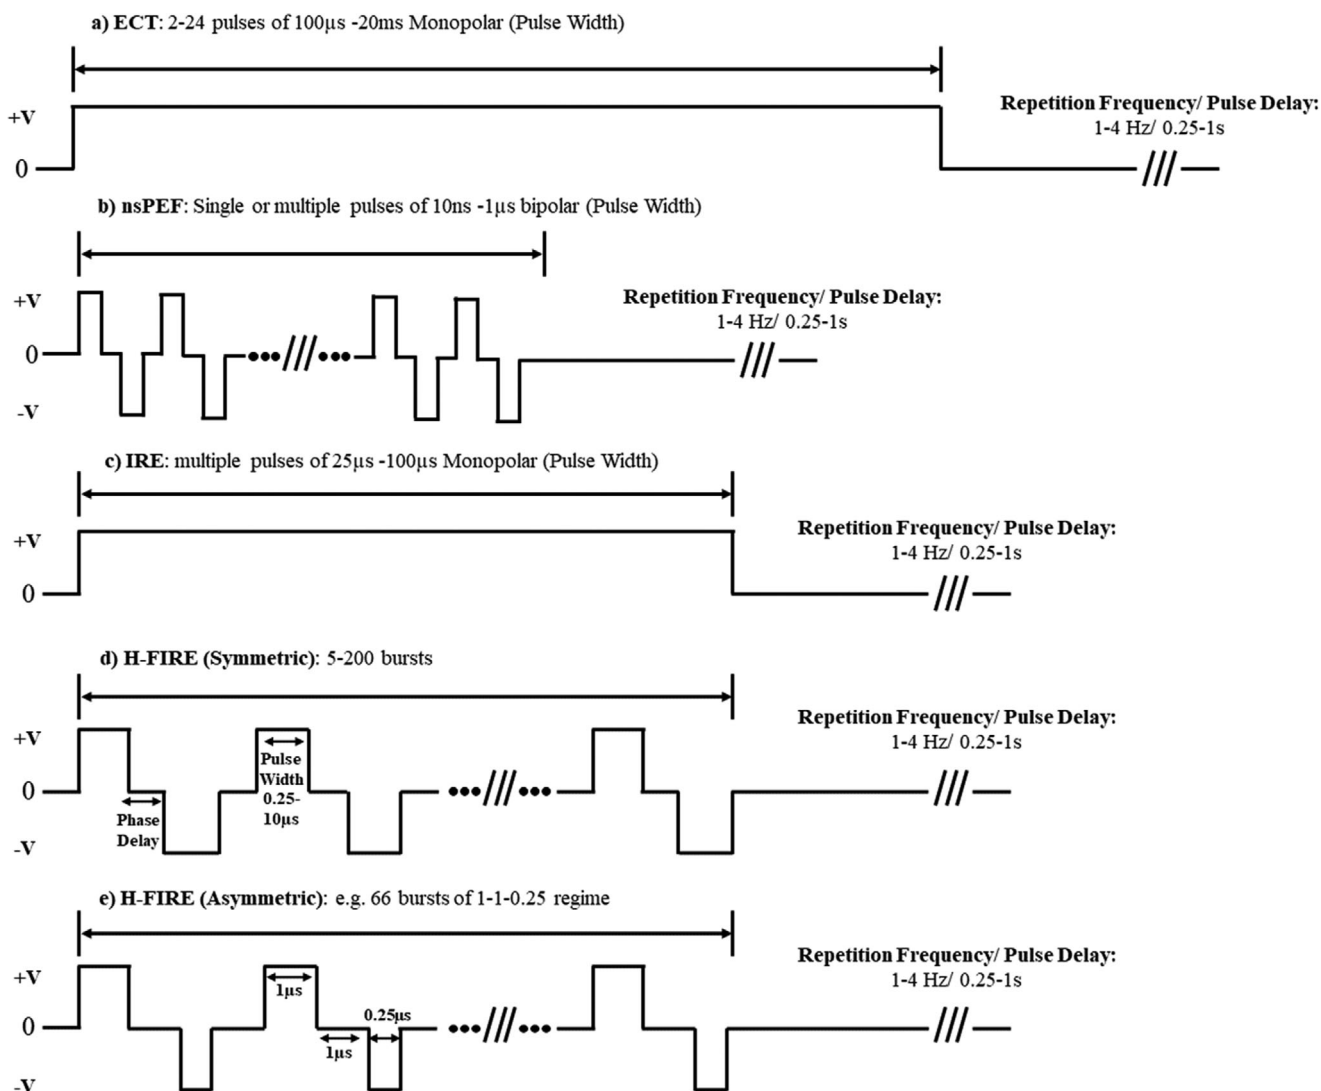 a) ECT: 2-24 pulses of 100µs -20ms Monopolar (Pulse Width)
Repetition Frequency/ Pulse Delay:
1-4 Hz/ 0.25-1s
+V
0
b) nsPEF: Single or multiple pulses of 10ns -1µs bipolar (Pulse Width)
Repetition Frequency/ Pulse Delay:
1-4 Hz/ 0.25-1s
+V
0
-V
c) IRE: multiple pulses of 25µs -100µs Monopolar (Pulse Width)
Repetition Frequency/ Pulse Delay:
1-4 Hz/ 0.25-1s
+V
0
d) H-FIRE (Symmetric): 5-200 bursts
Repetition Frequency/ Pulse Delay:
1-4 Hz/ 0.25-1s
+V
0
-V
Phase
Delay
Pulse
Width
0.25-
10µs
e) H-FIRE (Asymmetric): e.g. 66 bursts of 1-1-0.25 regime
Repetition Frequency/ Pulse Delay:
1-4 Hz/ 0.25-1s
+V
0
-V
1µs
1µs
0.25µs